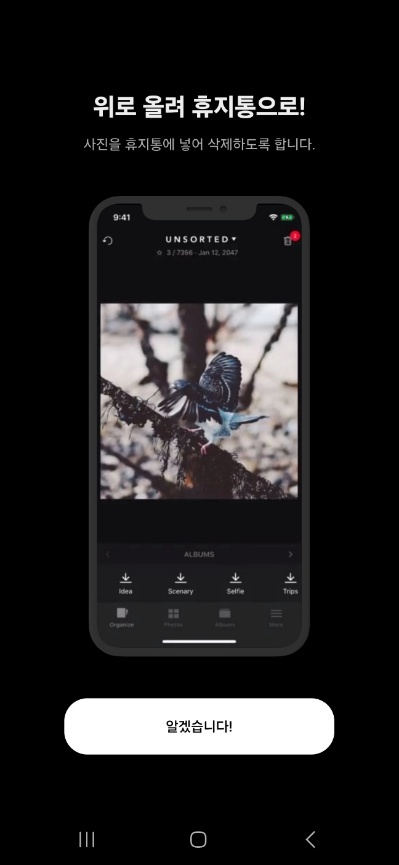 위로 올려 휴지통으로!
사진을 휴지통에 넣어 삭제하도록 합니다.
9:41
UNSORTED
2
3 / 7356 · Jan 12, 2047
ALBUMS
Idea Scenary Selfie Trips
Organize Photos Albums More
알겠습니다!